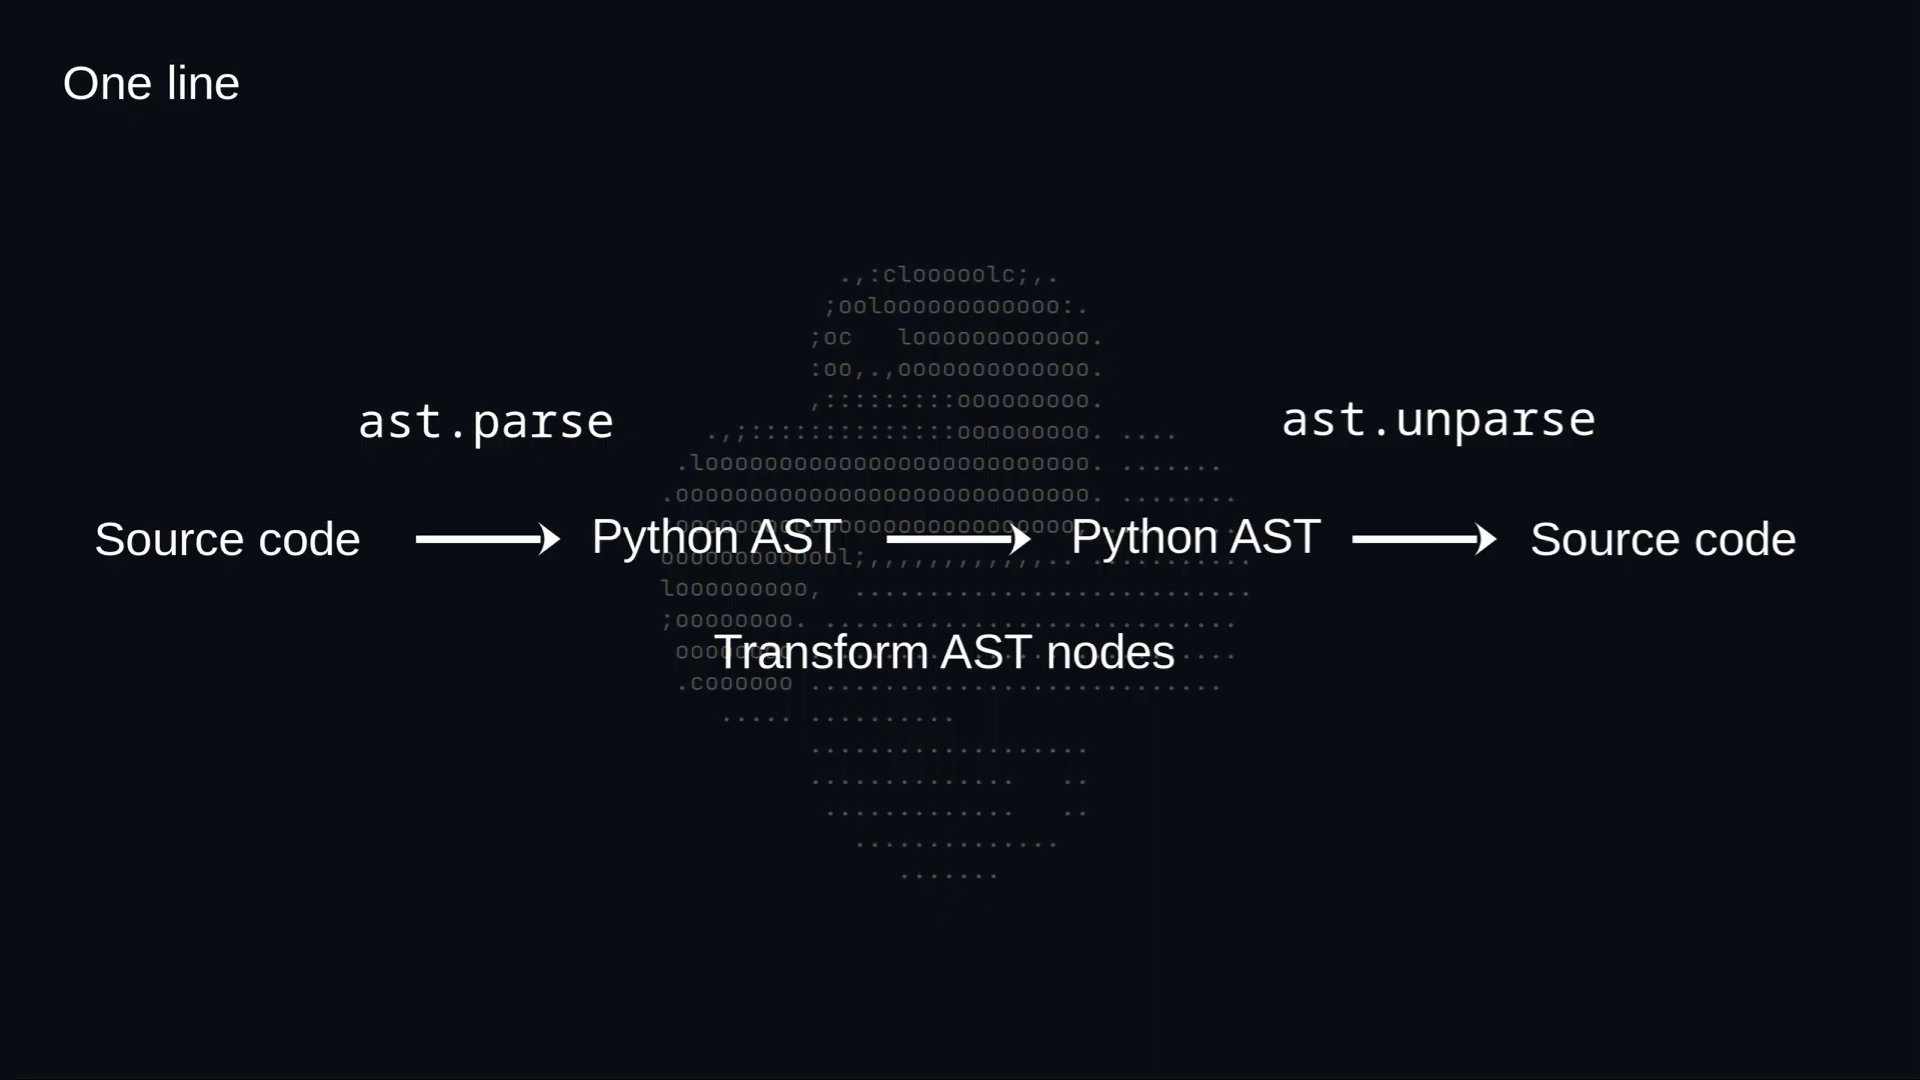 One line
ast.parse
ast.unparse
Source code
Python AST
Python AST
Source code
Transform AST nodes